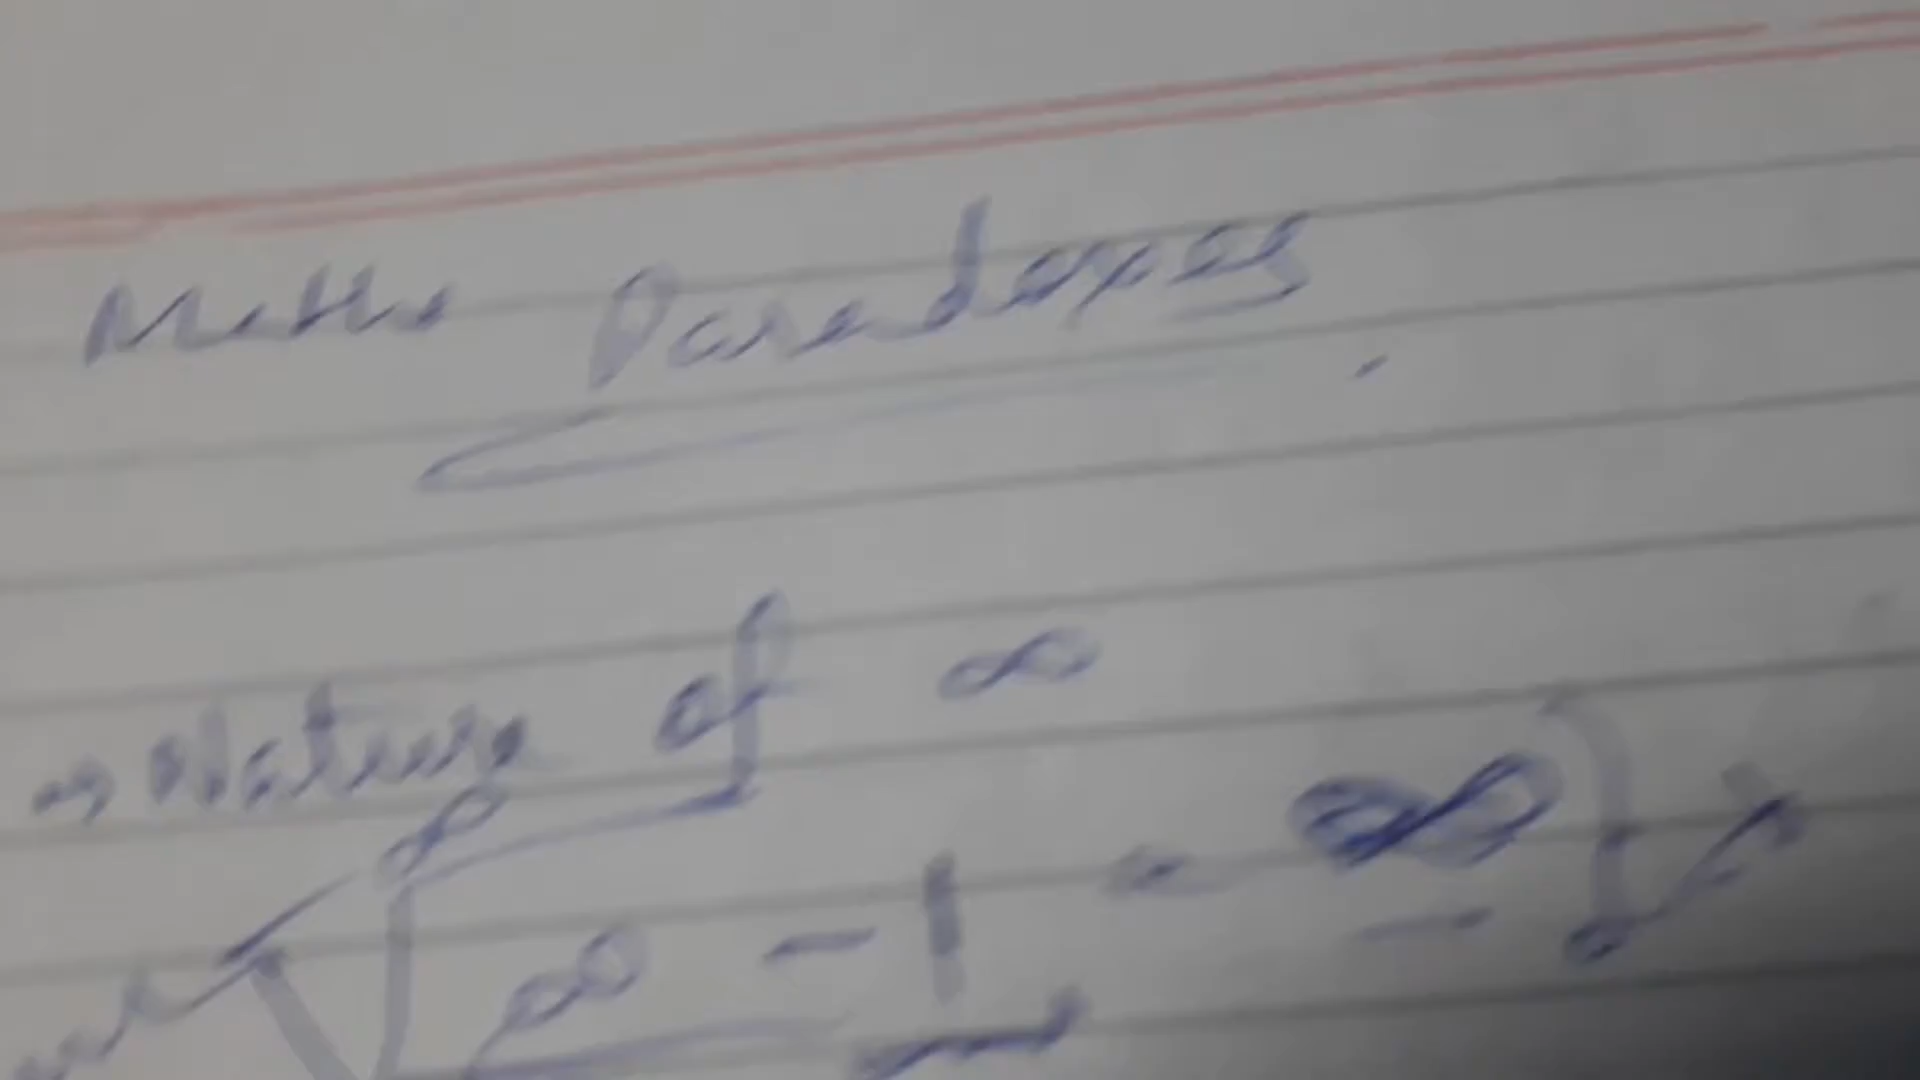 Maths Paradoxes
→ Nature of ∞
∞ - 1 = ∞